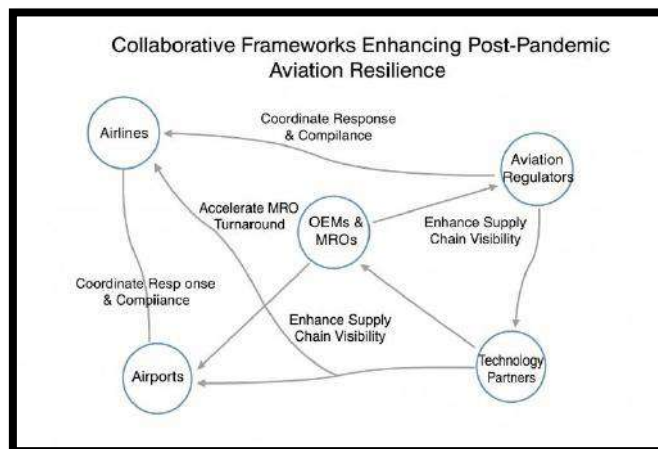 Collaborative Frameworks Enhancing Post-Pandemic
Aviation Resilience
Airlines
Coordinate Response
& Compilance
Aviation
Regulators
Accelerate MRO
Turnaround
OEMs &
MROs
Enhance Supply
Chain Visibility
Coordinate Resp onse
& Compiiance
Enhance Supply
Chain Visibility
Airports
Technology
Partners